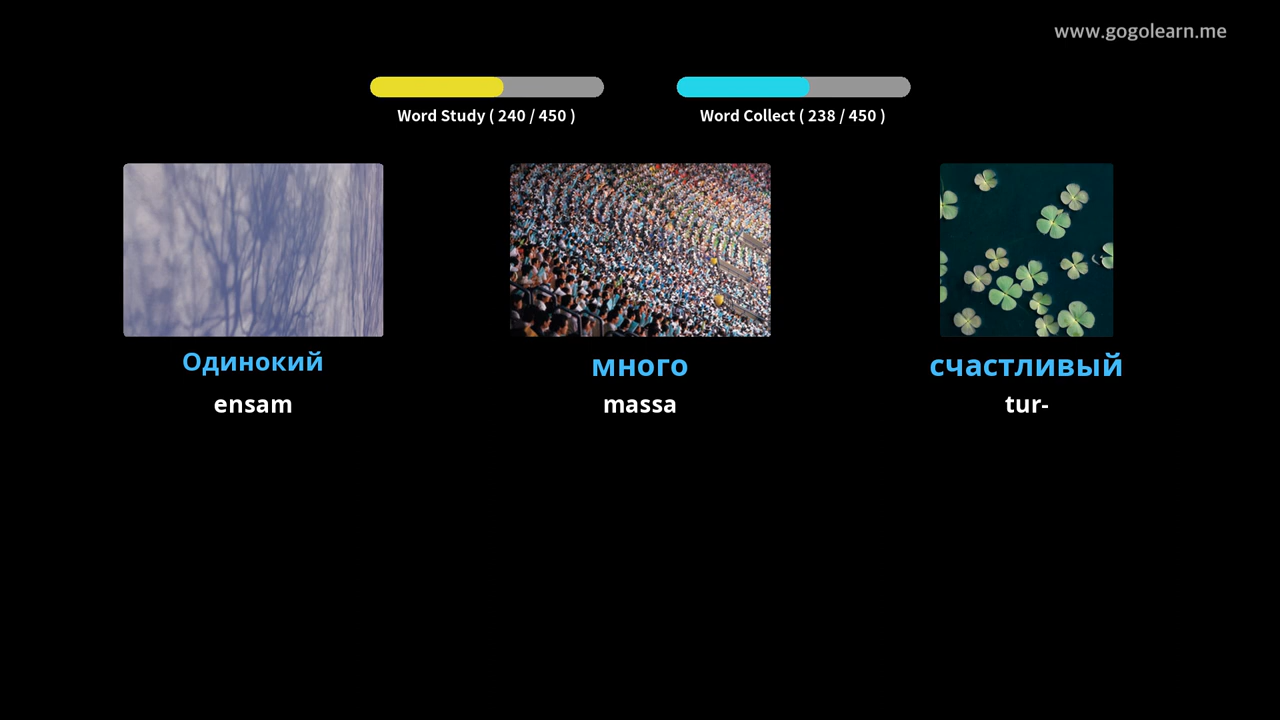 www.gogolearn.me
Word Study ( 240 / 450 )
Word Collect ( 238 / 450 )
Одинокий
много
счастливый
ensam
massa
tur-